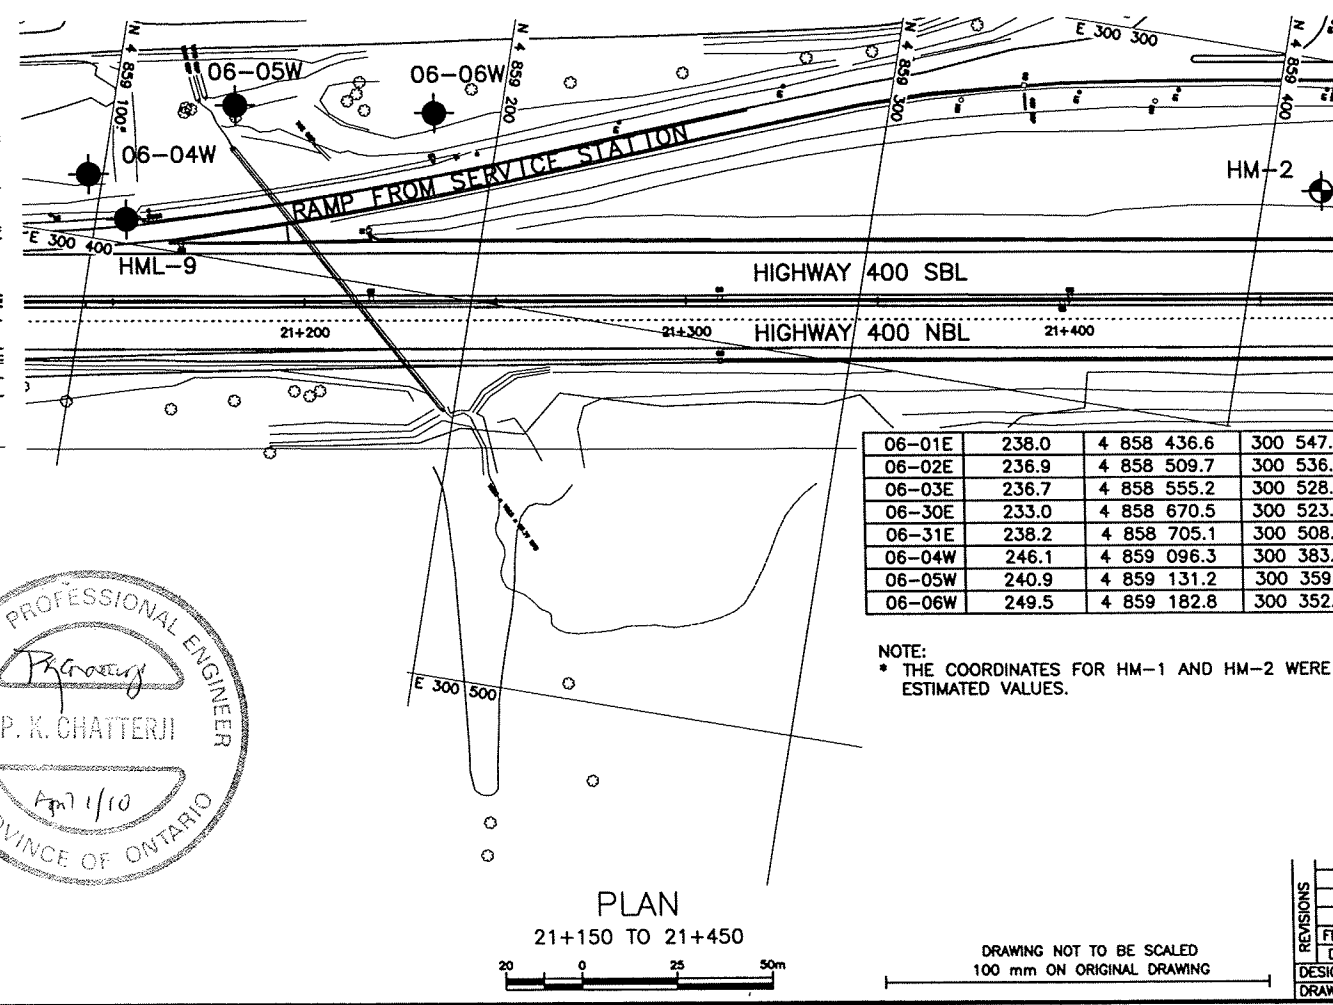 N 4 859 100
N 4 859 200
N 4 859 300
N 4 859 400
E 300 300
06-05W
06-06W
06-04W
HM-2
RAMP FROM SERVICE STATION
E 300 400
HML-9
HIGHWAY 400 SBL
21+200
21+300
HIGHWAY 400 NBL
21+400
06-01E 238.0 4 858 436.6 300 547.
06-02E 236.9 4 858 509.7 300 536.
06-03E 236.7 4 858 555.2 300 528.
06-30E 233.0 4 858 670.5 300 523.
06-31E 238.2 4 858 705.1 300 508.
06-04W 246.1 4 859 096.3 300 383.
06-05W 240.9 4 859 131.2 300 359
06-06W 249.5 4 859 182.8 300 352.
NOTE:
* THE COORDINATES FOR HM-1 AND HM-2 WERE
ESTIMATED VALUES.
E 300 500
PROFESSIONAL ENGINEER
P. K. CHATTERJI
April 1/10
OVINCE OF ONTARIO
PLAN
21+150 TO 21+450
20 0 25 50m
DRAWING NOT TO BE SCALED
100 mm ON ORIGINAL DRAWING
REVISIONS
DESIG
DRAW